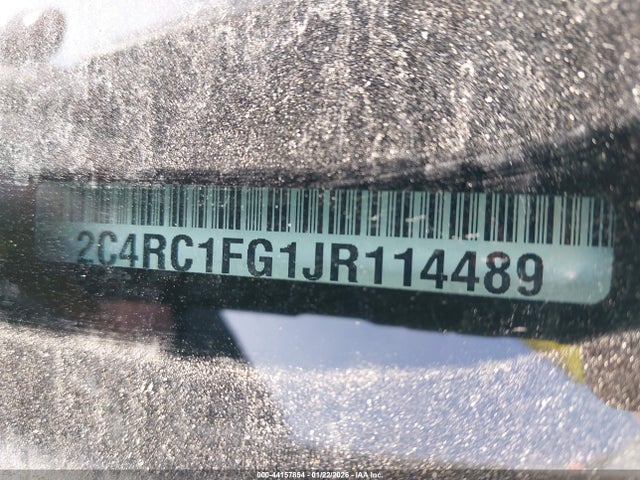 2C4RC1FG1JR114489
000-44157854 - 01/22/2026 - IAA Inc.